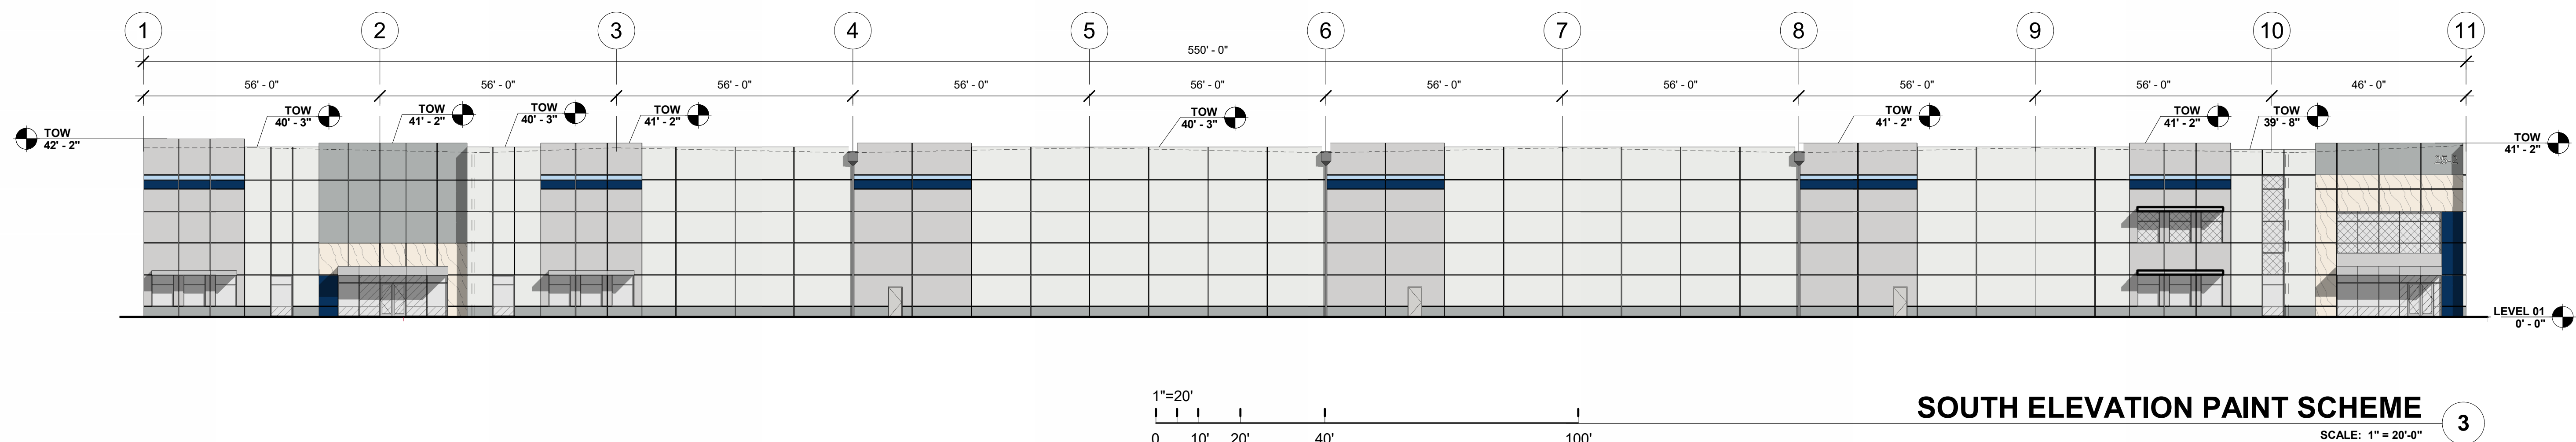 1 2 3 4 5 6 7 8 9 10 11
550' - 0"
56' - 0" 56' - 0" 56' - 0" 56' - 0" 56' - 0" 56' - 0" 56' - 0" 56' - 0" 56' - 0" 46' - 0"
TOW
42' - 2"
TOW
40' - 3"
TOW
41' - 2"
TOW
40' - 3"
TOW
41' - 2"
TOW
40' - 3"
TOW
41' - 2"
TOW
41' - 2"
TOW
39' - 8"
TOW
41' - 2"
LEVEL 01
0' - 0"
1"=20'
0 10' 20' 40' 100'
SOUTH ELEVATION PAINT SCHEME
3
SCALE: 1" = 20'-0"